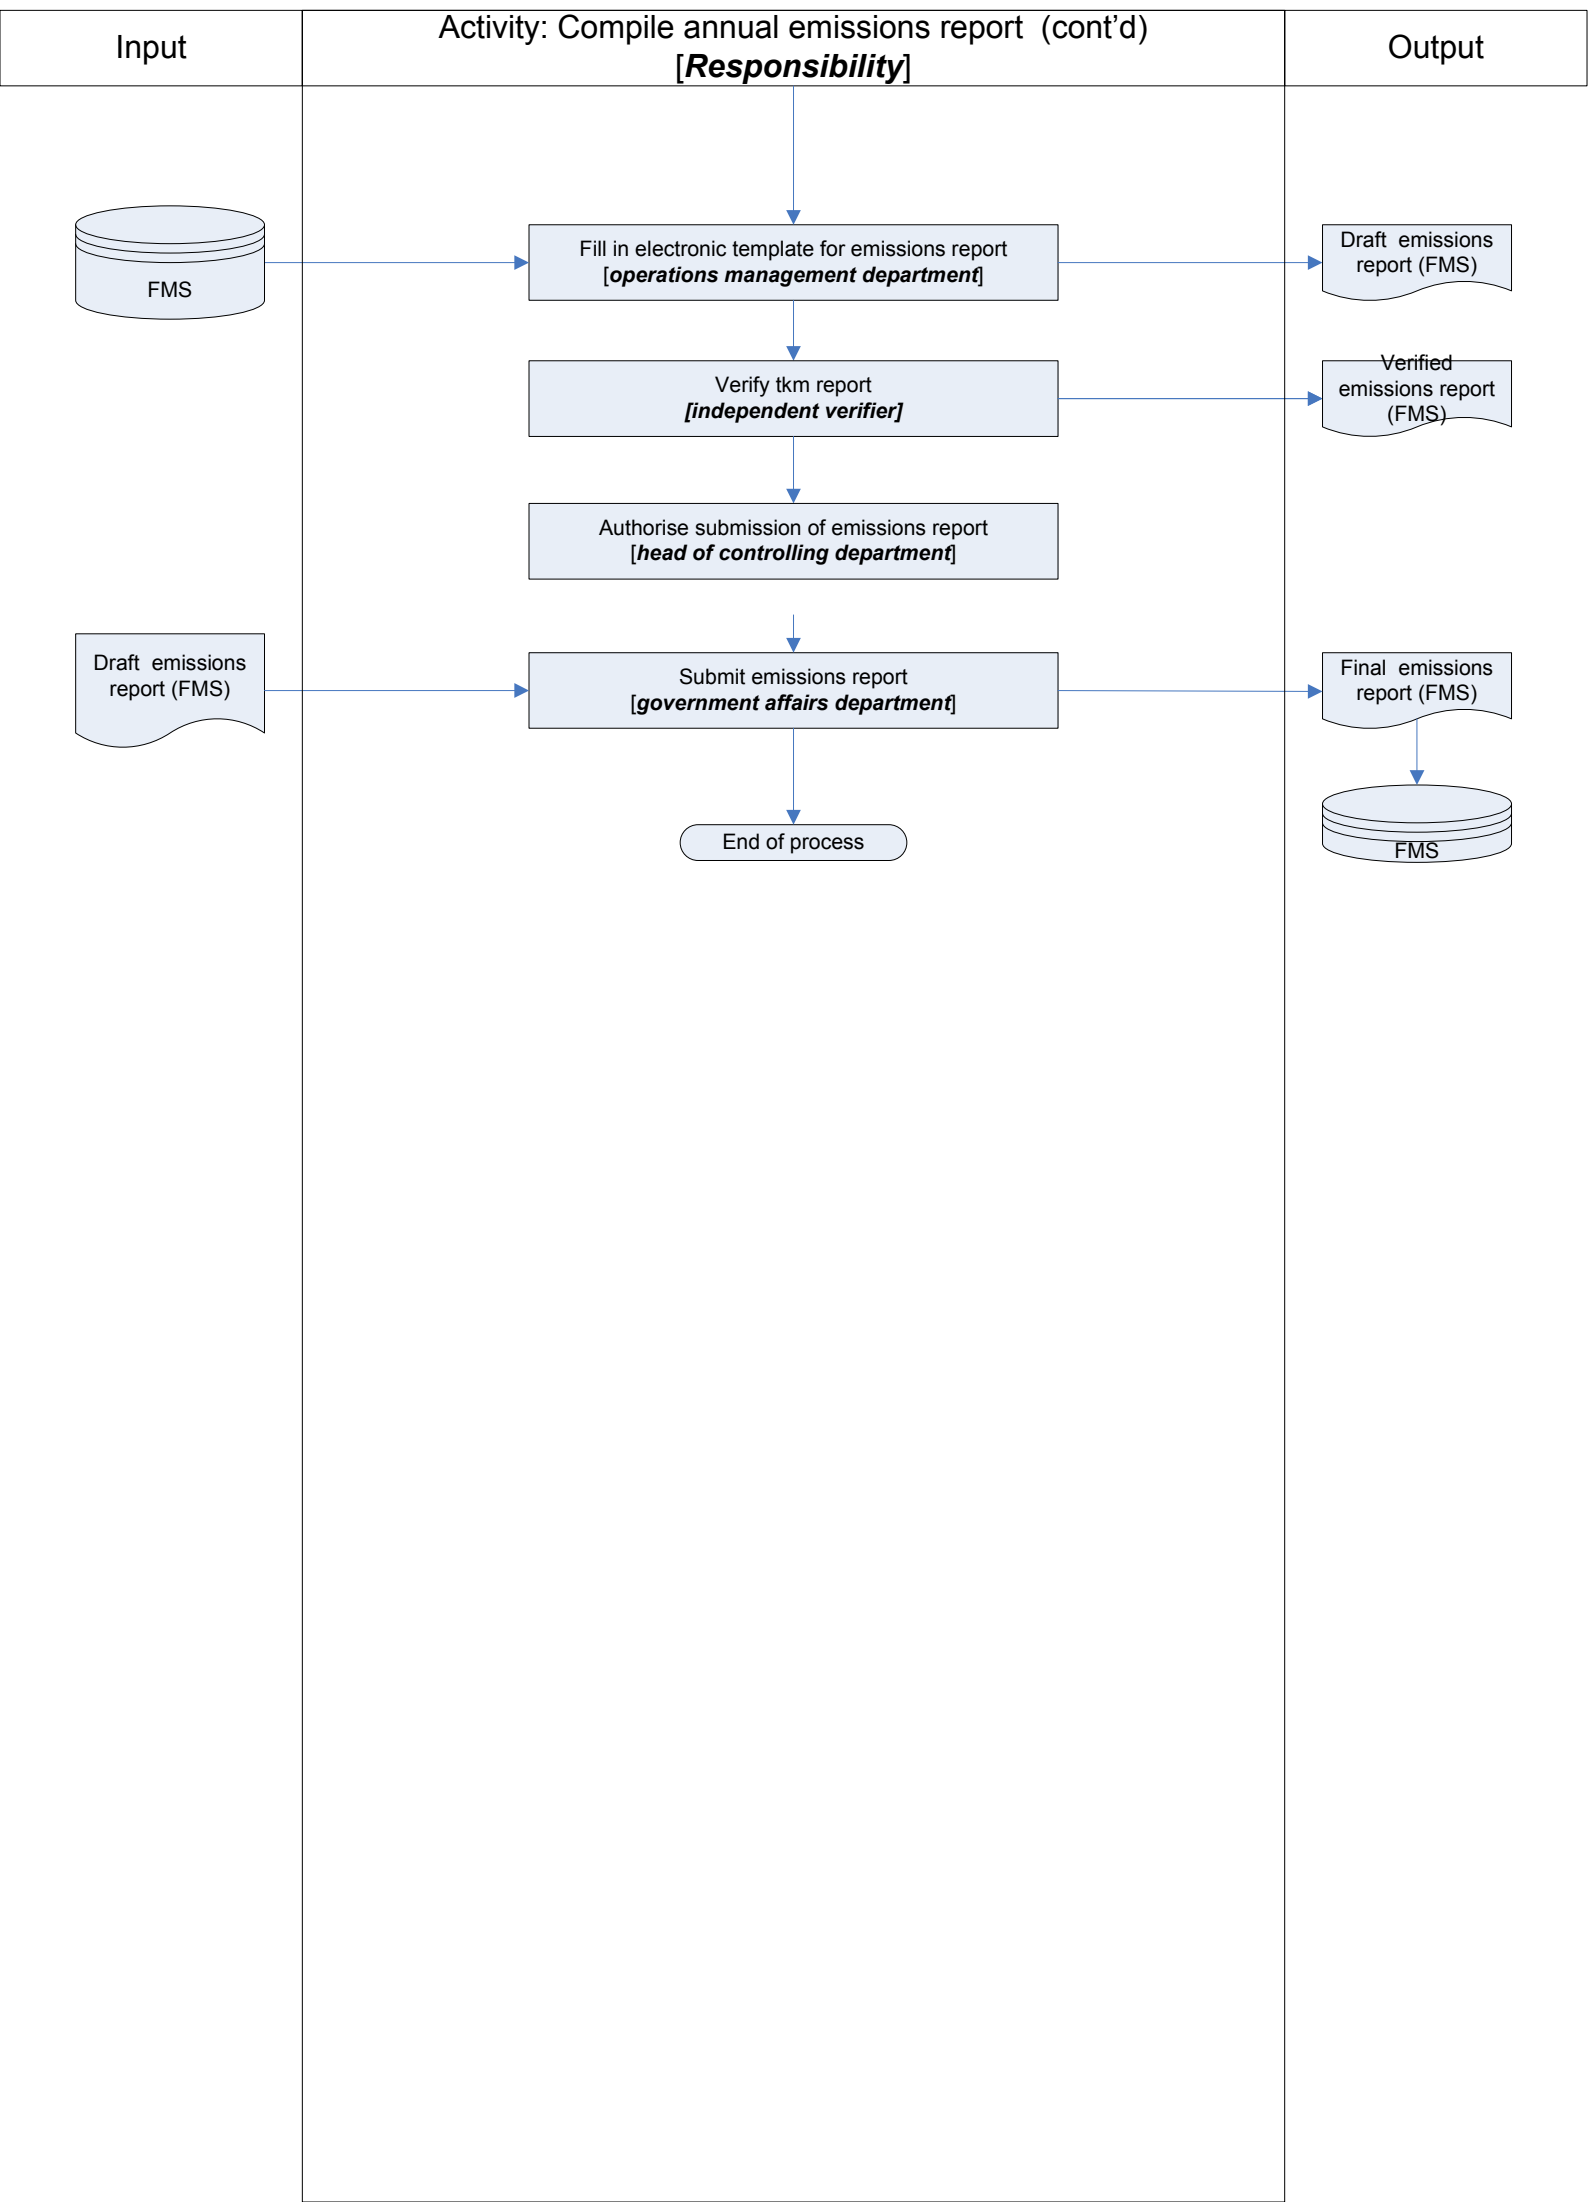 Input
Activity: Compile annual emissions report  (cont’d)
[Responsibility]
Output
FMS
Fill in electronic template for emissions report
[operations management department]
Draft  emissions
report (FMS)
Verify tkm report
[independent verifier]
Verified
emissions report
(FMS)
Authorise submission of emissions report
[head of controlling department]
Draft  emissions
report (FMS)
Submit emissions report
[government affairs department]
Final  emissions
report (FMS)
End of process
FMS